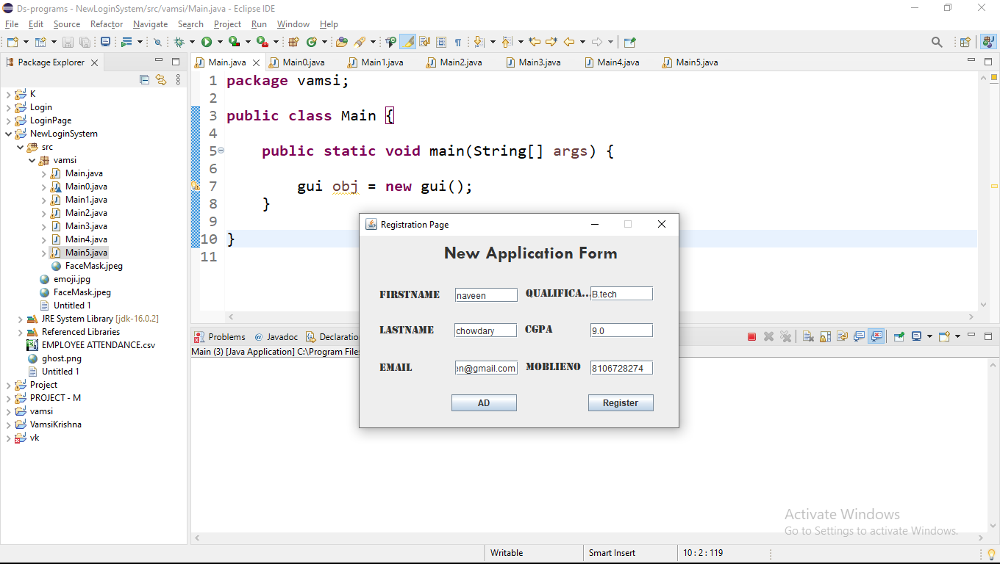 Ds-programs - NewLoginSystem/src/vamsi/Main.java - Eclipse IDE
File Edit Source Refactor Navigate Search Project Run Window Help
Package Explorer
Main.java Main0.java Main1.java Main2.java Main3.java Main4.java Main5.java
K
Login
LoginPage
NewLoginSystem
src
vamsi
Main.java
Main0.java
Main1.java
Main2.java
Main3.java
Main4.java
Main5.java
FaceMask.jpeg
emoji.jpg
FaceMask.jpeg
Untitled 1
JRE System Library [jdk-16.0.2]
Referenced Libraries
EMPLOYEE ATTENDANCE.csv
ghost.png
Untitled 1
Project
PROJECT - M
vamsi
VamsiKrishna
vk
1 package vamsi;
2
3 public class Main {
4
5 public static void main(String[] args) {
6
7 gui obj = new gui();
8 }
9
10 }
11
Registration Page
New Application Form
FIRSTNAME naveen QUALIFICA... B.tech
LASTNAME chowdary CGPA 9.0
EMAIL en@gmail.com MOBLIENO 8106728274
AD Register
Problems @ Javadoc Declaratio
Main (3) [Java Application] C:\Program Files
Activate Windows
Go to Settings to activate Windows.
Writable Smart Insert 10 : 2 : 119